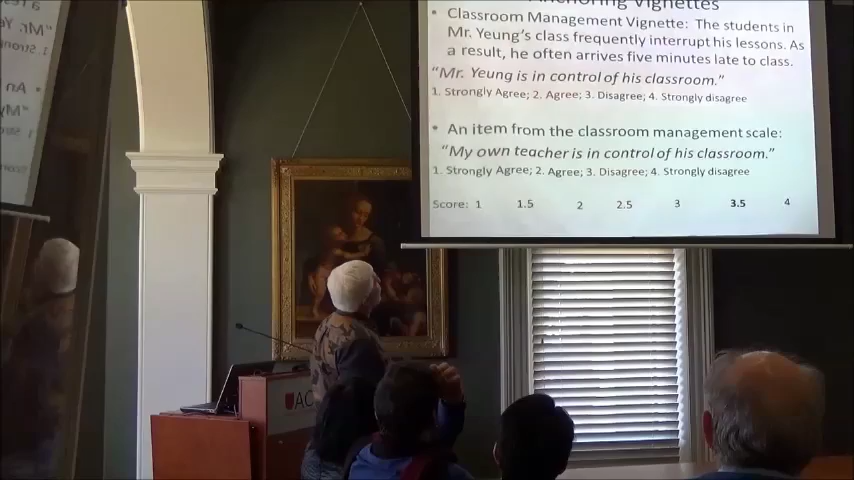 Anchoring Vignettes
• Classroom Management Vignette: The students in
Mr. Yeung's class frequently interrupt his lessons. As
a result, he often arrives five minutes late to class.
"Mr. Yeung is in control of his classroom."
1. Strongly Agree; 2. Agree; 3. Disagree; 4. Strongly disagree
• An item from the classroom management scale:
"My own teacher is in control of his classroom."
1. Strongly Agree; 2. Agree; 3. Disagree; 4. Strongly disagree
Score: 1 1.5 2 2.5 3 3.5 4